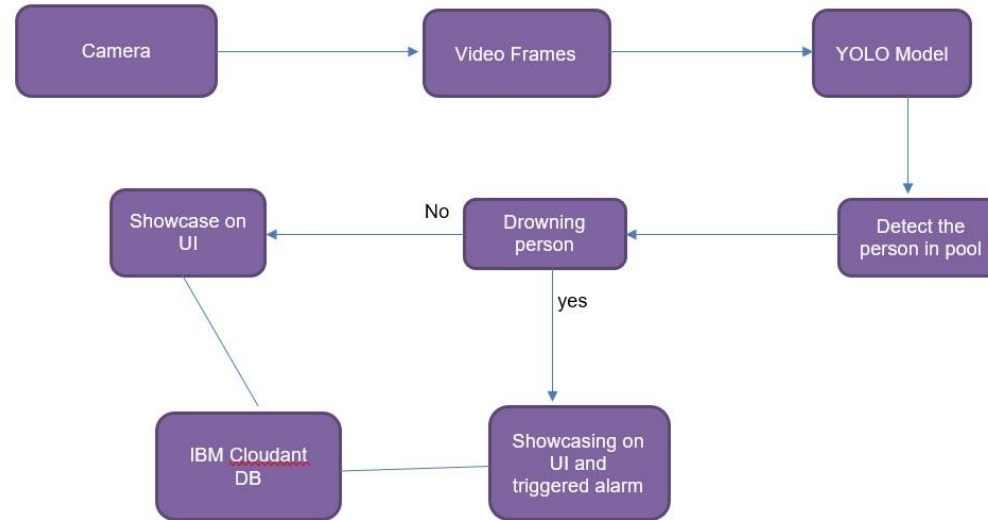 Camera
Video Frames
YOLO Model
Detect the
person in pool
Drowning
person
No
yes
Showcase on
UI
Showcasing on
UI and
triggered alarm
IBM Cloudant
DB